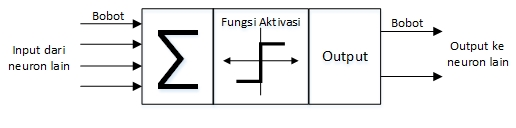 Bobot
Fungsi Aktivasi
Bobot
Input dari
neuron lain
∑
Output
Output ke
neuron lain